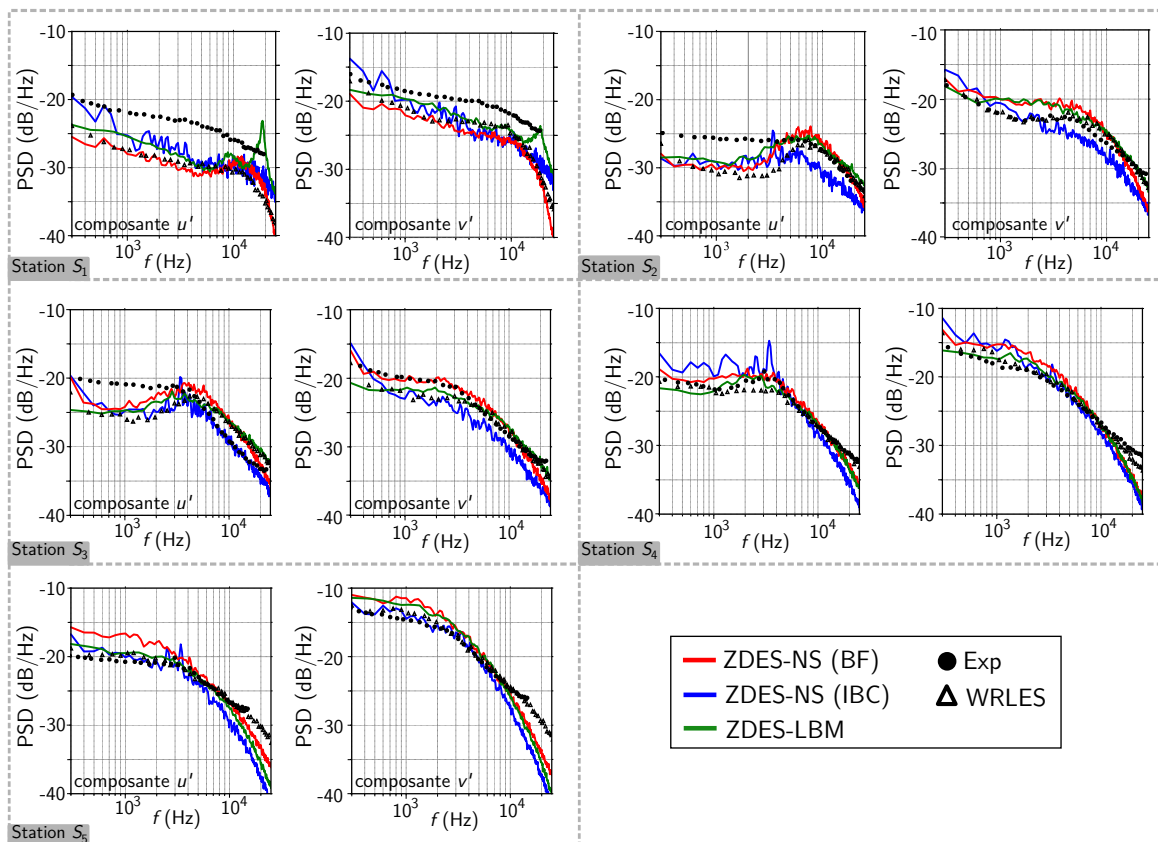 -10
-20
-30
-40
PSD (dB/Hz)
composante u'
10³
10⁴
f (Hz)
-10
-20
-30
-40
PSD (dB/Hz)
composante v'
10³
10⁴
f (Hz)
Station S₁
-10
-20
-30
-40
PSD (dB/Hz)
composante u'
10³
10⁴
f (Hz)
-10
-20
-30
-40
PSD (dB/Hz)
composante v'
10³
10⁴
f (Hz)
Station S₂
-10
-20
-30
-40
PSD (dB/Hz)
composante u'
10³
10⁴
f (Hz)
-10
-20
-30
-40
PSD (dB/Hz)
composante v'
10³
10⁴
f (Hz)
Station S₃
-10
-20
-30
-40
PSD (dB/Hz)
composante u'
10³
10⁴
f (Hz)
-10
-20
-30
-40
PSD (dB/Hz)
composante v'
10³
10⁴
f (Hz)
Station S₄
-10
-20
-30
-40
PSD (dB/Hz)
composante u'
10³
10⁴
f (Hz)
-10
-20
-30
-40
PSD (dB/Hz)
composante v'
10³
10⁴
f (Hz)
Station S₅
ZDES-NS (BF)
ZDES-NS (IBC)
ZDES-LBM
Exp
WRLES